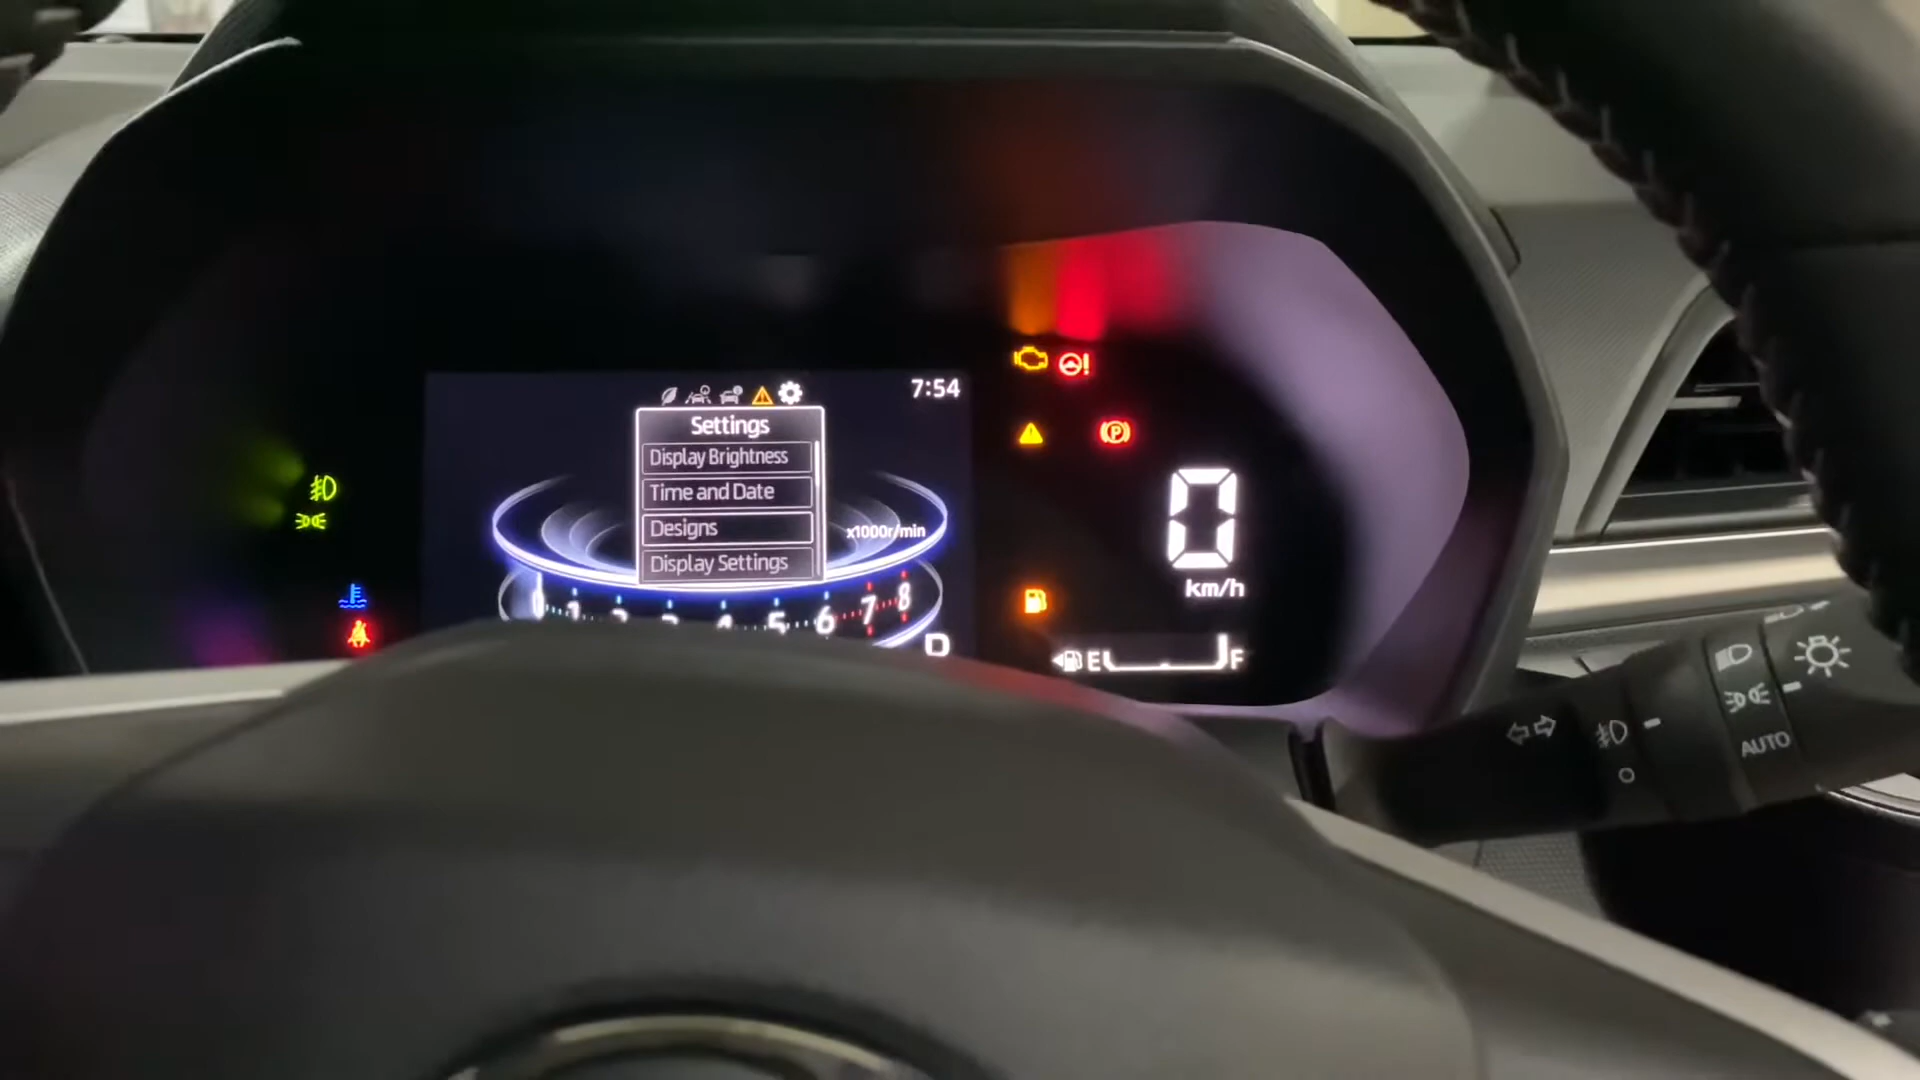 7:54
Settings
Display Brightness
Time and Date
Designs
Display Settings
x1000r/min
0 1 2 3 4 5 6 7 8
D
P
0
km/h
E F
AUTO